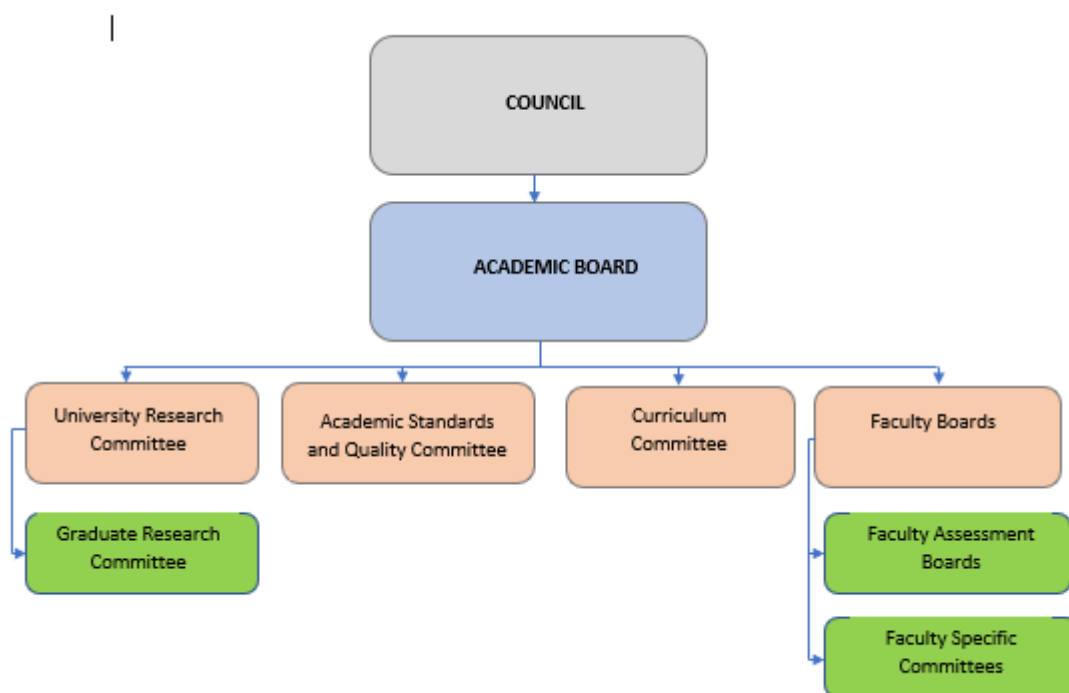 COUNCIL
ACADEMIC BOARD
University Research
Committee
Academic Standards
and Quality Committee
Curriculum
Committee
Faculty Boards
Graduate Research
Committee
Faculty Assessment
Boards
Faculty Specific
Committees